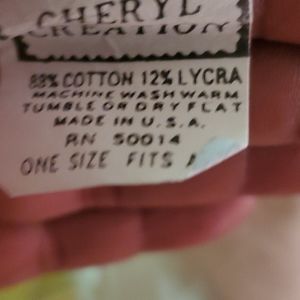 CHERYL
CREATION
88% COTTON 12% LYCRA
MACHINE WASH WARM
TUMBLE OR DRY FLAT
MADE IN U.S.A.
RN 50014
ONE SIZE FITS